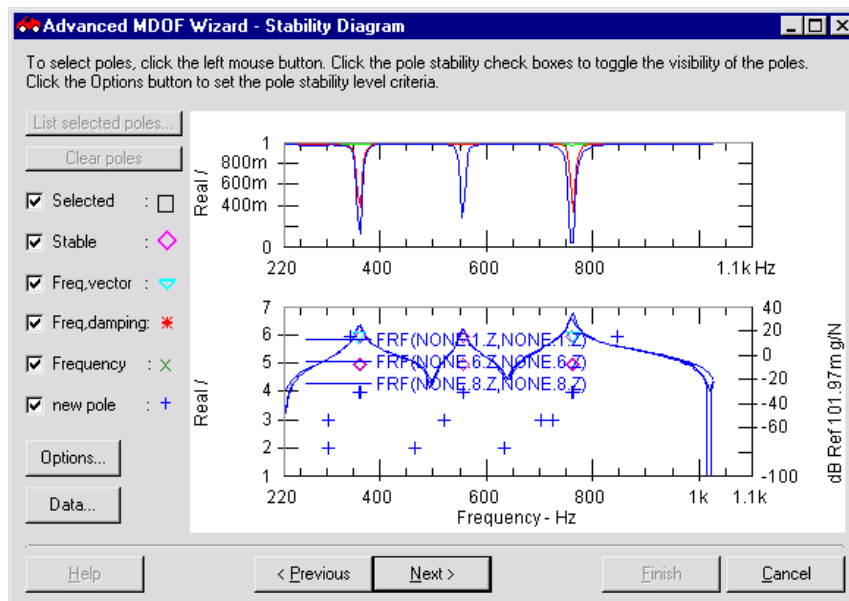 Advanced MDOF Wizard - Stability Diagram
To select poles, click the left mouse button. Click the pole stability check boxes to toggle the visibility of the poles.
Click the Options button to set the pole stability level criteria.
List selected poles...
Clear poles
Selected :
Stable :
Freq,vector :
Freq,damping:
Frequency :
new pole :
Options...
Data...
Real /
1
800m
600m
400m
0
220 400 600 800 1.1k Hz
Real /
7
6
5
4
3
2
1
FRF(NONE.1.Z,NONE.1.Z)
FRF(NONE.6.Z,NONE.6.Z)
FRF(NONE.8.Z,NONE.8.Z)
40
20
0
-20
-40
-60
-100
dB Ref 101.97m g/N
220 400 600 800 1k 1.1k
Frequency - Hz
Help
< Previous
Next >
Finish
Cancel